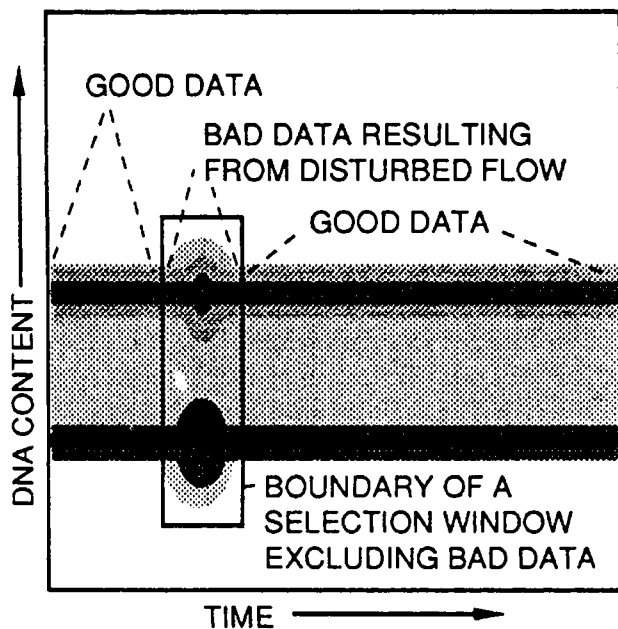 GOOD DATA
BAD DATA RESULTING
FROM DISTURBED FLOW
GOOD DATA
DNA CONTENT
BOUNDARY OF A
SELECTION WINDOW
EXCLUDING BAD DATA
TIME